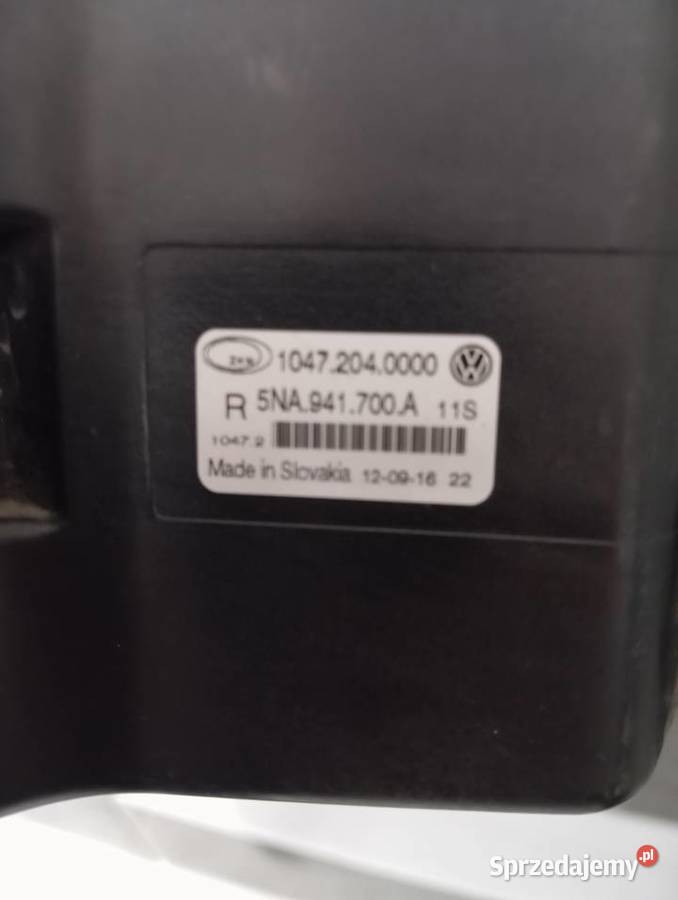 1047.204.0000
R 5NA.941.700.A 11S
1047.2
Made in Slovakia 12-09-16 22
Sprzedajemy.pl